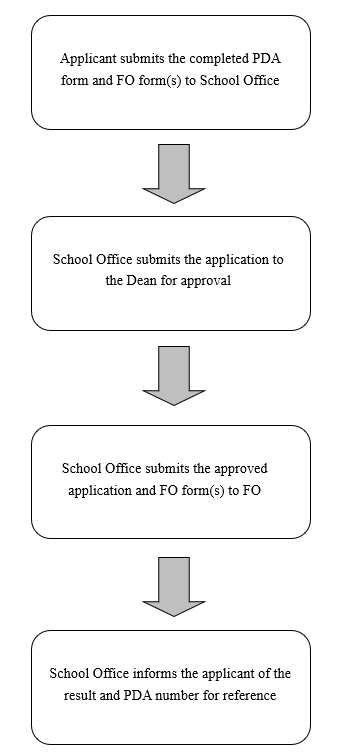 Applicant submits the completed PDA
form and FO form(s) to School Office
School Office submits the application to
the Dean for approval
School Office submits the approved
application and FO form(s) to FO
School Office informs the applicant of the
result and PDA number for reference